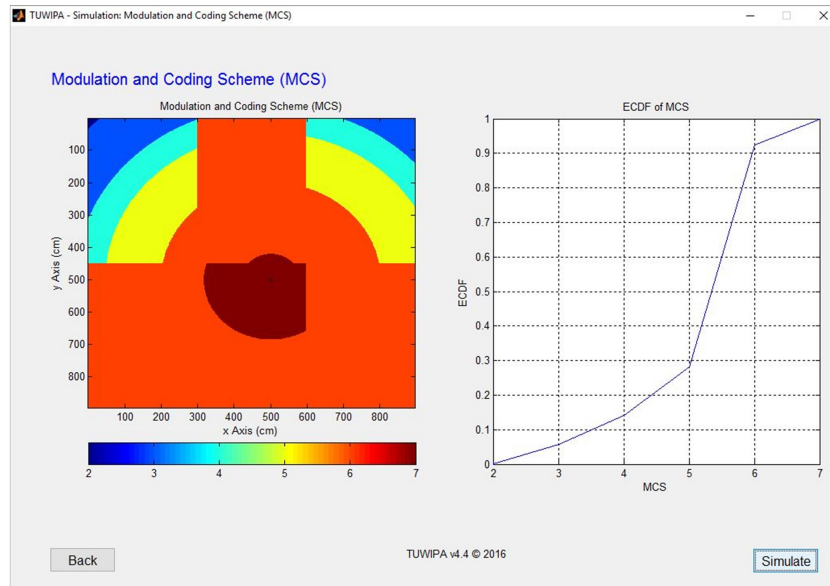 TUWIPA - Simulation: Modulation and Coding Scheme (MCS)
Modulation and Coding Scheme (MCS)
Modulation and Coding Scheme (MCS)
100
200
300
400
500
600
700
800
y Axis (cm)
100 200 300 400 500 600 700 800
x Axis (cm)
2 3 4 5 6 7
ECDF of MCS
1
0.9
0.8
0.7
0.6
0.5
0.4
0.3
0.2
0.1
0
ECDF
2 3 4 5 6 7
MCS
Back
TUWIPA v4.4 © 2016
Simulate